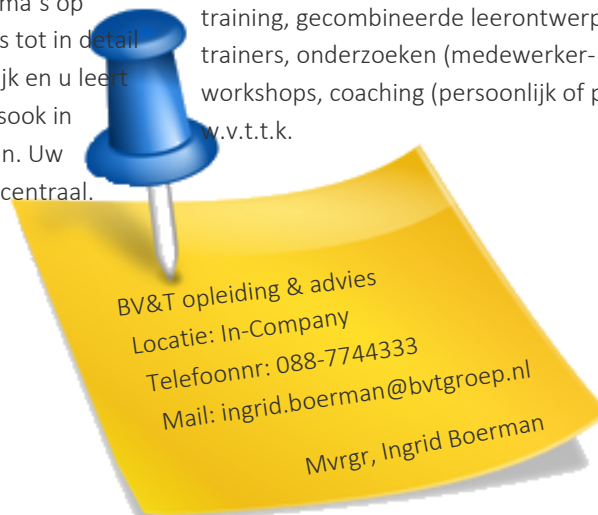 ma's op
s tot in detail
jk en u leert
sook in
n. Uw
centraal.
training, gecombineerde leerontwerp
trainers, onderzoeken (medewerker-
workshops, coaching (persoonlijk of p
w.v.t.t.k.
BV&T opleiding & advies
Locatie: In-Company
Telefoonnr: 088-7744333
Mail: ingrid.boerman@bvtgroep.nl
Mvrgr, Ingrid Boerman